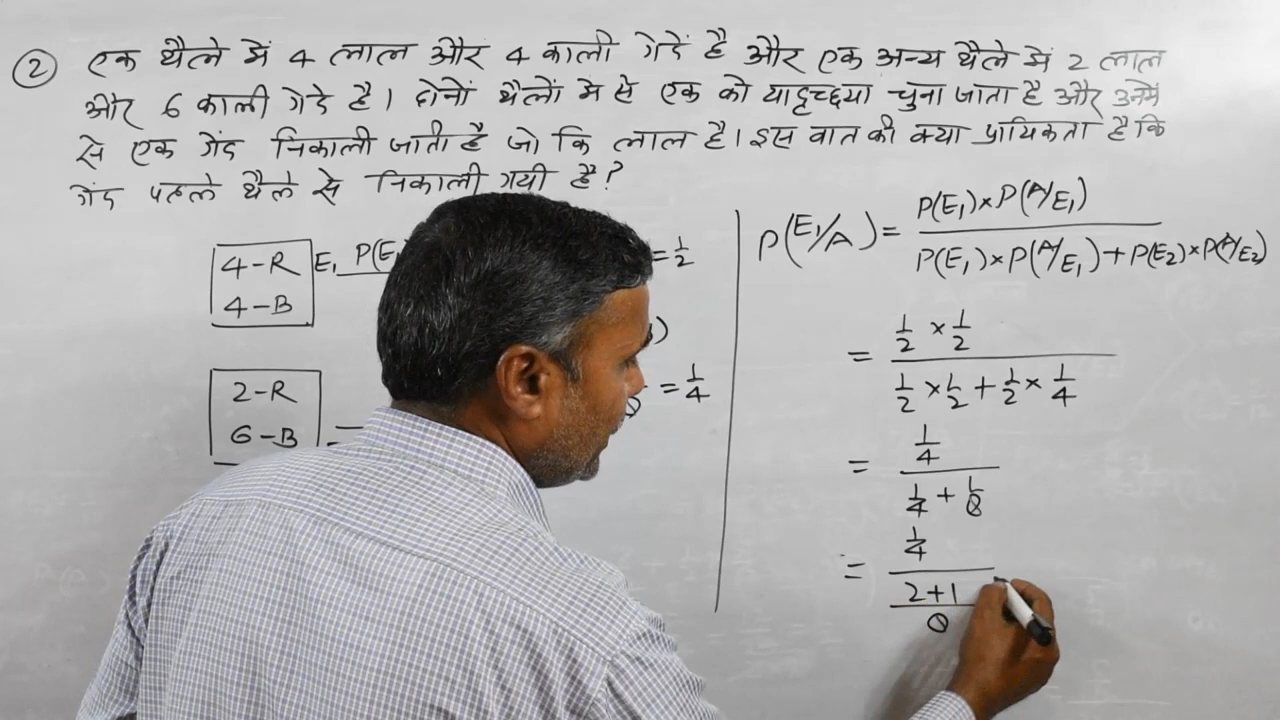 ② एक थैले में 4 लाल और 4 काली गेदें है और एक अन्य थैले में 2 लाल
और 6 काली गेदे है। दोनों थैलों में से एक को यादृच्छया चुना जाता है और उनमें
से एक गेंद निकाली जाती है जो कि लाल है। इस बात की क्या प्रायिकता है कि
गेंद पहले थैले से निकाली गयी है?
4-R E₁ P(E₁
4-B
= 1/2
2-R
6-B
= 1/4
P(E₁/A) = P(E₁)×P(A/E₁) / P(E₁)×P(A/E₁)+P(E₂)×P(A/E₂)
= 1/2 × 1/2 / 1/2 × 1/2 + 1/2 × 1/4
= 1/4 / 1/4 + 1/8
= 1/4 / 2+1 / 8